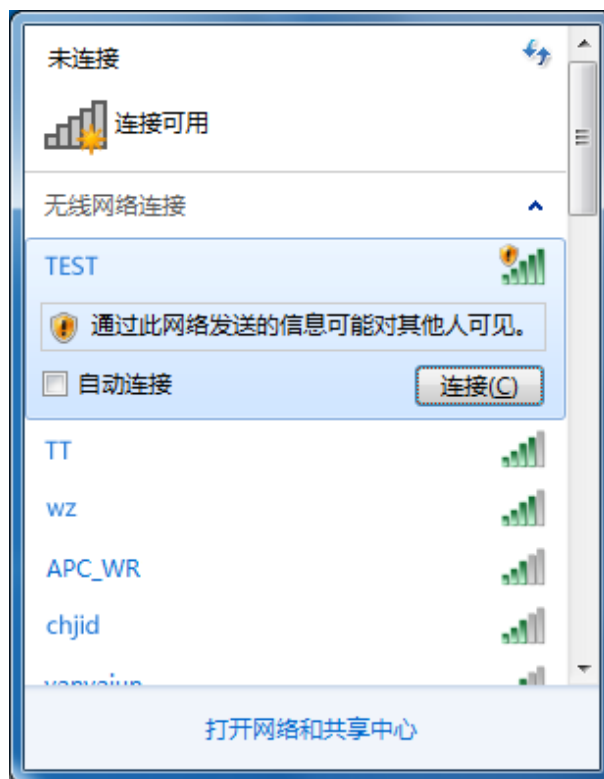 未连接
连接可用
无线网络连接
TEST
通过此网络发送的信息可能对其他人可见。
自动连接
连接(C)
TT
wz
APC_WR
chjid
打开网络和共享中心